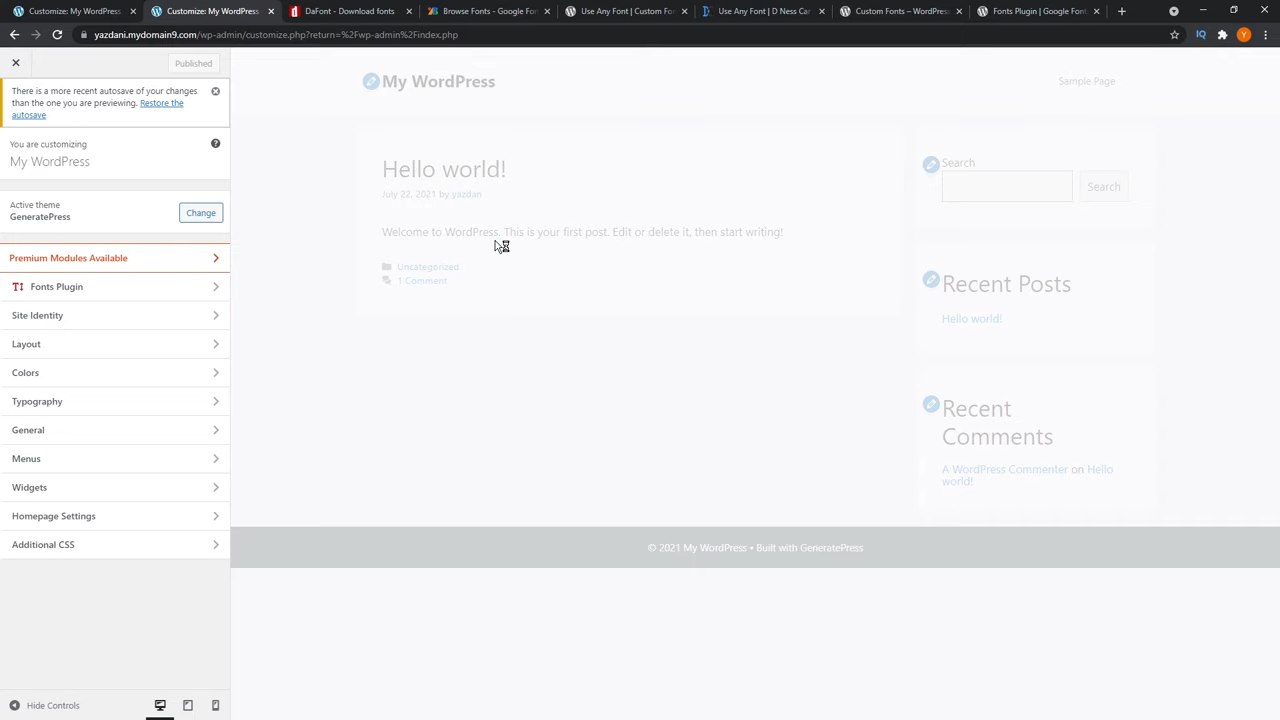 Customize: My WordPress
Customize: My WordPress
DaFont - Download fonts
Browse Fonts - Google Fon
Use Any Font | Custom Font
Use Any Font | D Ness Car
Custom Fonts – WordPress
Fonts Plugin | Google Font
yazdani.mydomain9.com/wp-admin/customize.php?return=%2Fwp-admin%2Findex.php
IQ
Y
Published
There is a more recent autosave of your changes
than the one you are previewing. Restore the
autosave
You are customizing
My WordPress
Active theme
GeneratePress
Change
Premium Modules Available
Fonts Plugin
Site Identity
Layout
Colors
Typography
General
Menus
Widgets
Homepage Settings
Additional CSS
Hide Controls
My WordPress
Sample Page
Hello world!
July 22, 2021 by yazdan
Welcome to WordPress. This is your first post. Edit or delete it, then start writing!
Uncategorized
1 Comment
Search
Search
Recent Posts
Hello world!
Recent
Comments
A WordPress Commenter on Hello
world!
© 2021 My WordPress • Built with GeneratePress